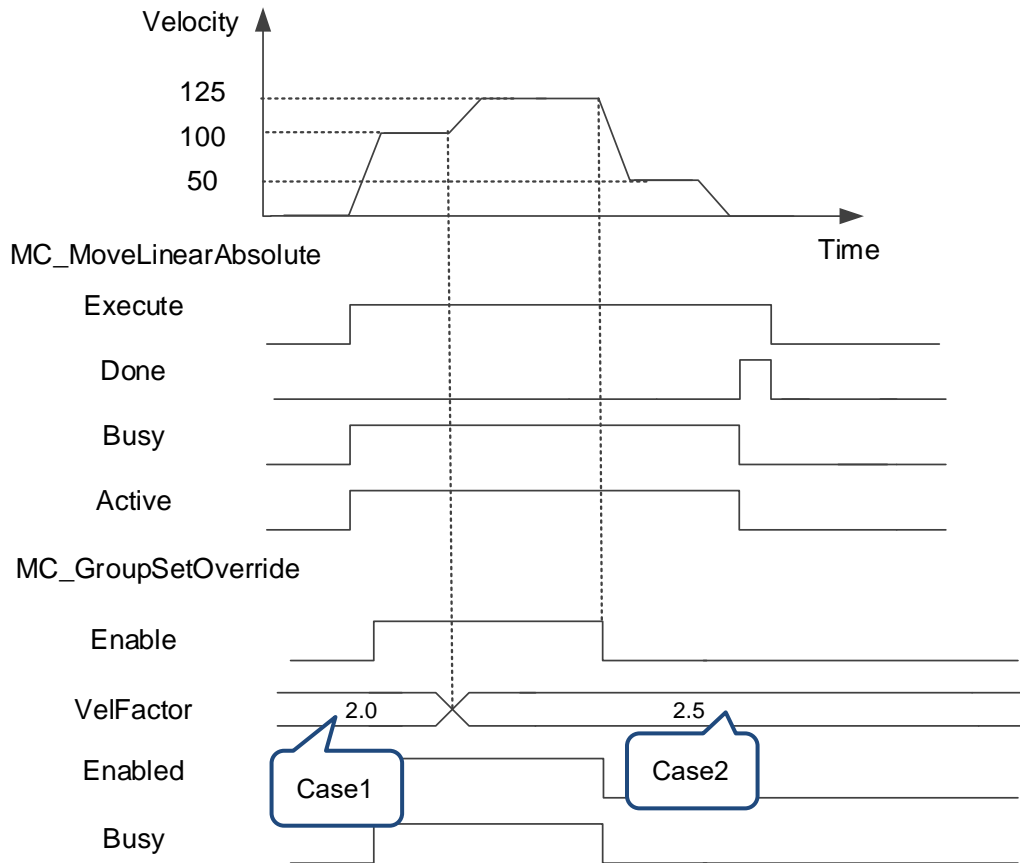 Velocity
125
100
50
Time
MC_MoveLinearAbsolute
Execute
Done
Busy
Active
MC_GroupSetOverride
Enable
VelFactor
2.0
2.5
Enabled
Case1
Case2
Busy